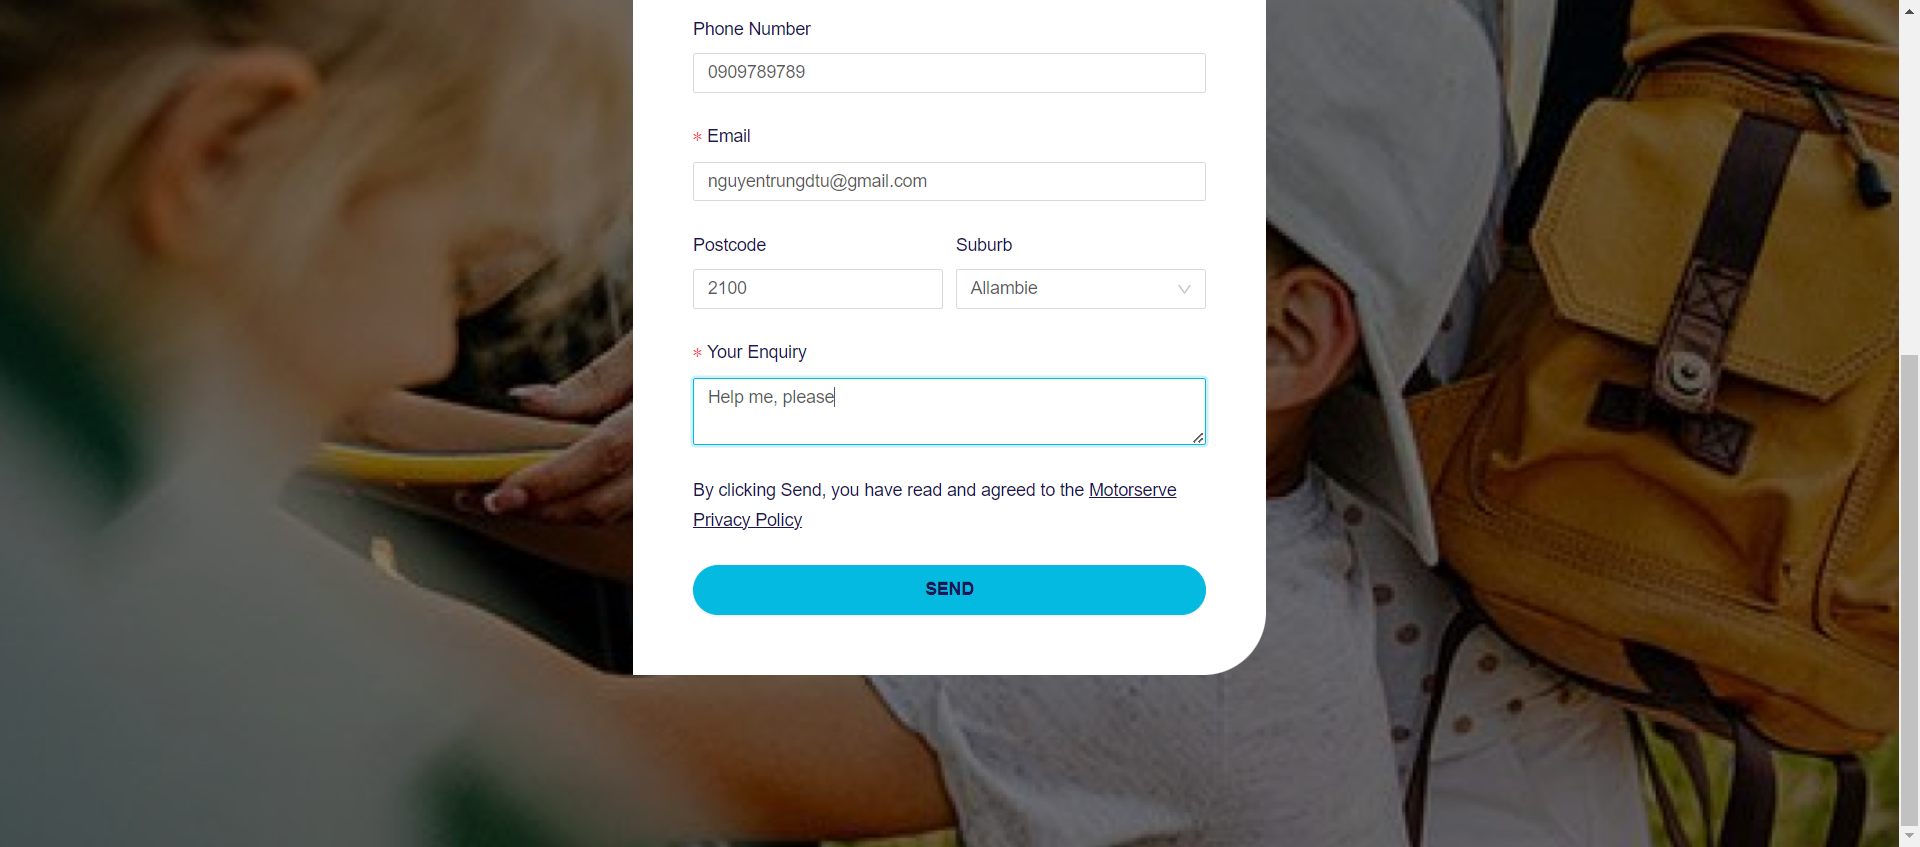 Phone Number
0909789789
* Email
nguyentrungdtu@gmail.com
Postcode Suburb
2100 Allambie
* Your Enquiry
Help me, please
By clicking Send, you have read and agreed to the Motorserve
Privacy Policy
SEND